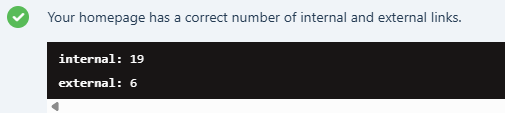 Your homepage has a correct number of internal and external links.
internal: 19
external: 6